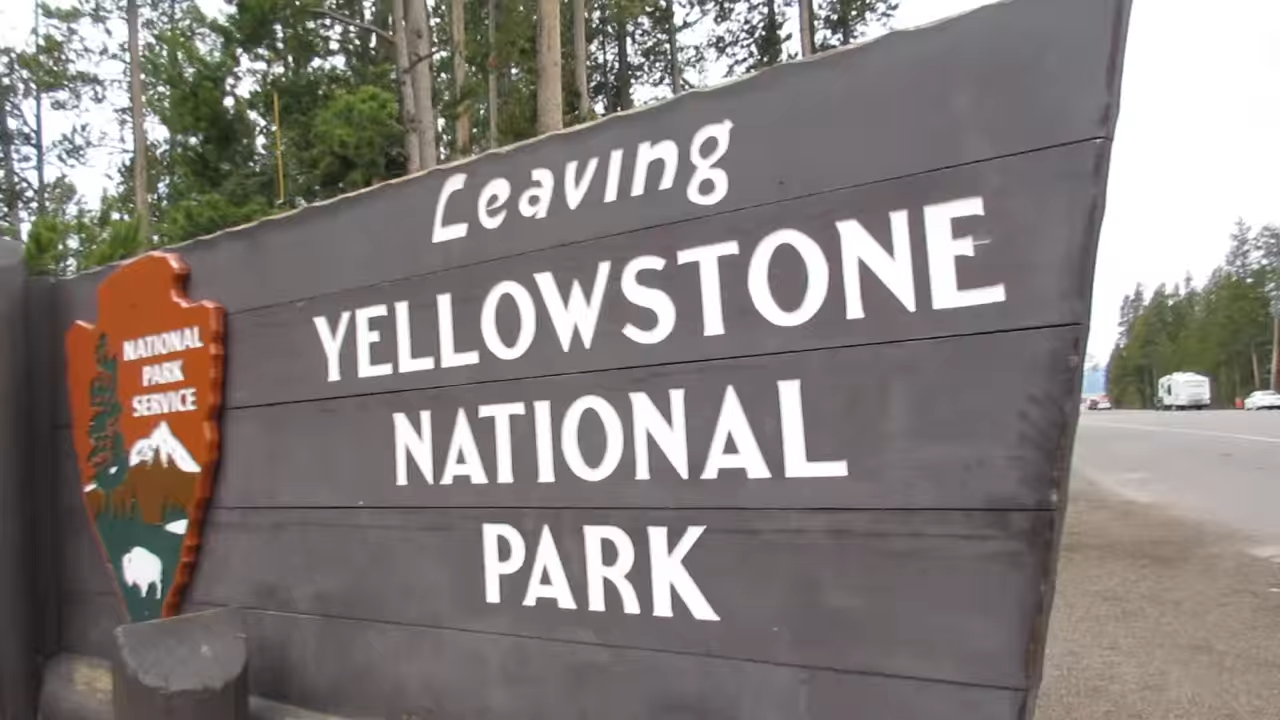 Leaving
YELLOWSTONE
NATIONAL
PARK
NATIONAL
PARK
SERVICE